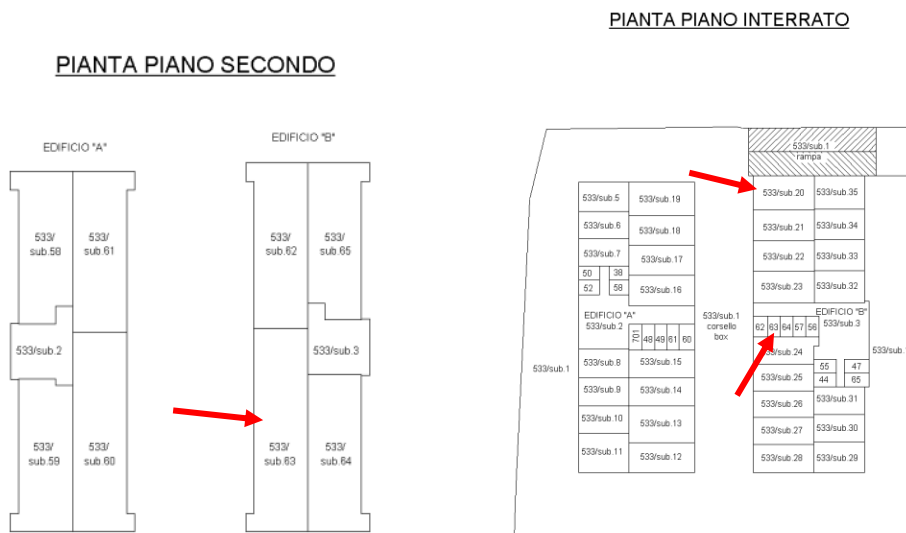 PIANTA PIANO SECONDO
EDIFICIO "A"
533/
sub.58
533/
sub.61
533/sub.2
533/
sub.59
533/
sub.60
EDIFICIO "B"
533/
sub.62
533/
sub.65
533/sub.3
533/
sub.63
533/
sub.64
PIANTA PIANO INTERRATO
533/sub.1
rampa
533/sub.5
533/sub.19
533/sub.6
533/sub.18
533/sub.7
533/sub.17
50
38
52
58
533/sub.16
EDIFICIO "A"
533/sub.2
701 48 49 61 60
533/sub.8
533/sub.15
533/sub.9
533/sub.14
533/sub.10
533/sub.13
533/sub.11
533/sub.12
533/sub.1
533/sub.1
corsello
box
533/sub.20
533/sub.35
533/sub.21
533/sub.34
533/sub.22
533/sub.33
533/sub.23
533/sub.32
EDIFICIO "B"
533/sub.3
62 63 64 57 56
533/sub.24
55
47
44
65
533/sub.25
533/sub.26
533/sub.31
533/sub.27
533/sub.30
533/sub.28
533/sub.29
533/sub.